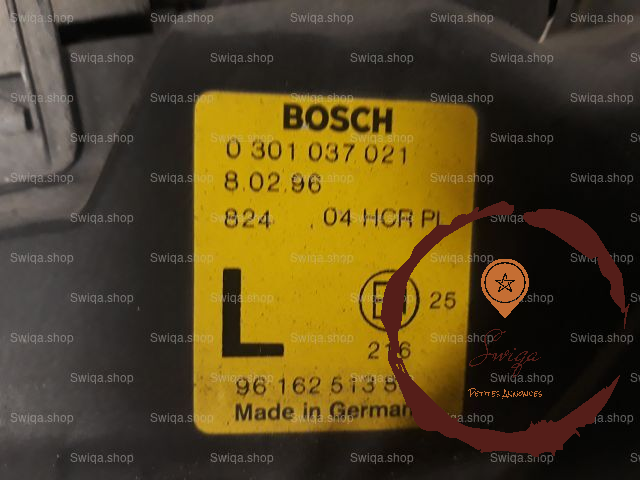 BOSCH
0 301 037 021
8.02.96
824 04 HCR PL
L
25
216
96 162 513 8
Made in German
Swiqa
PETITES ANNONCES
Swiqa.shop